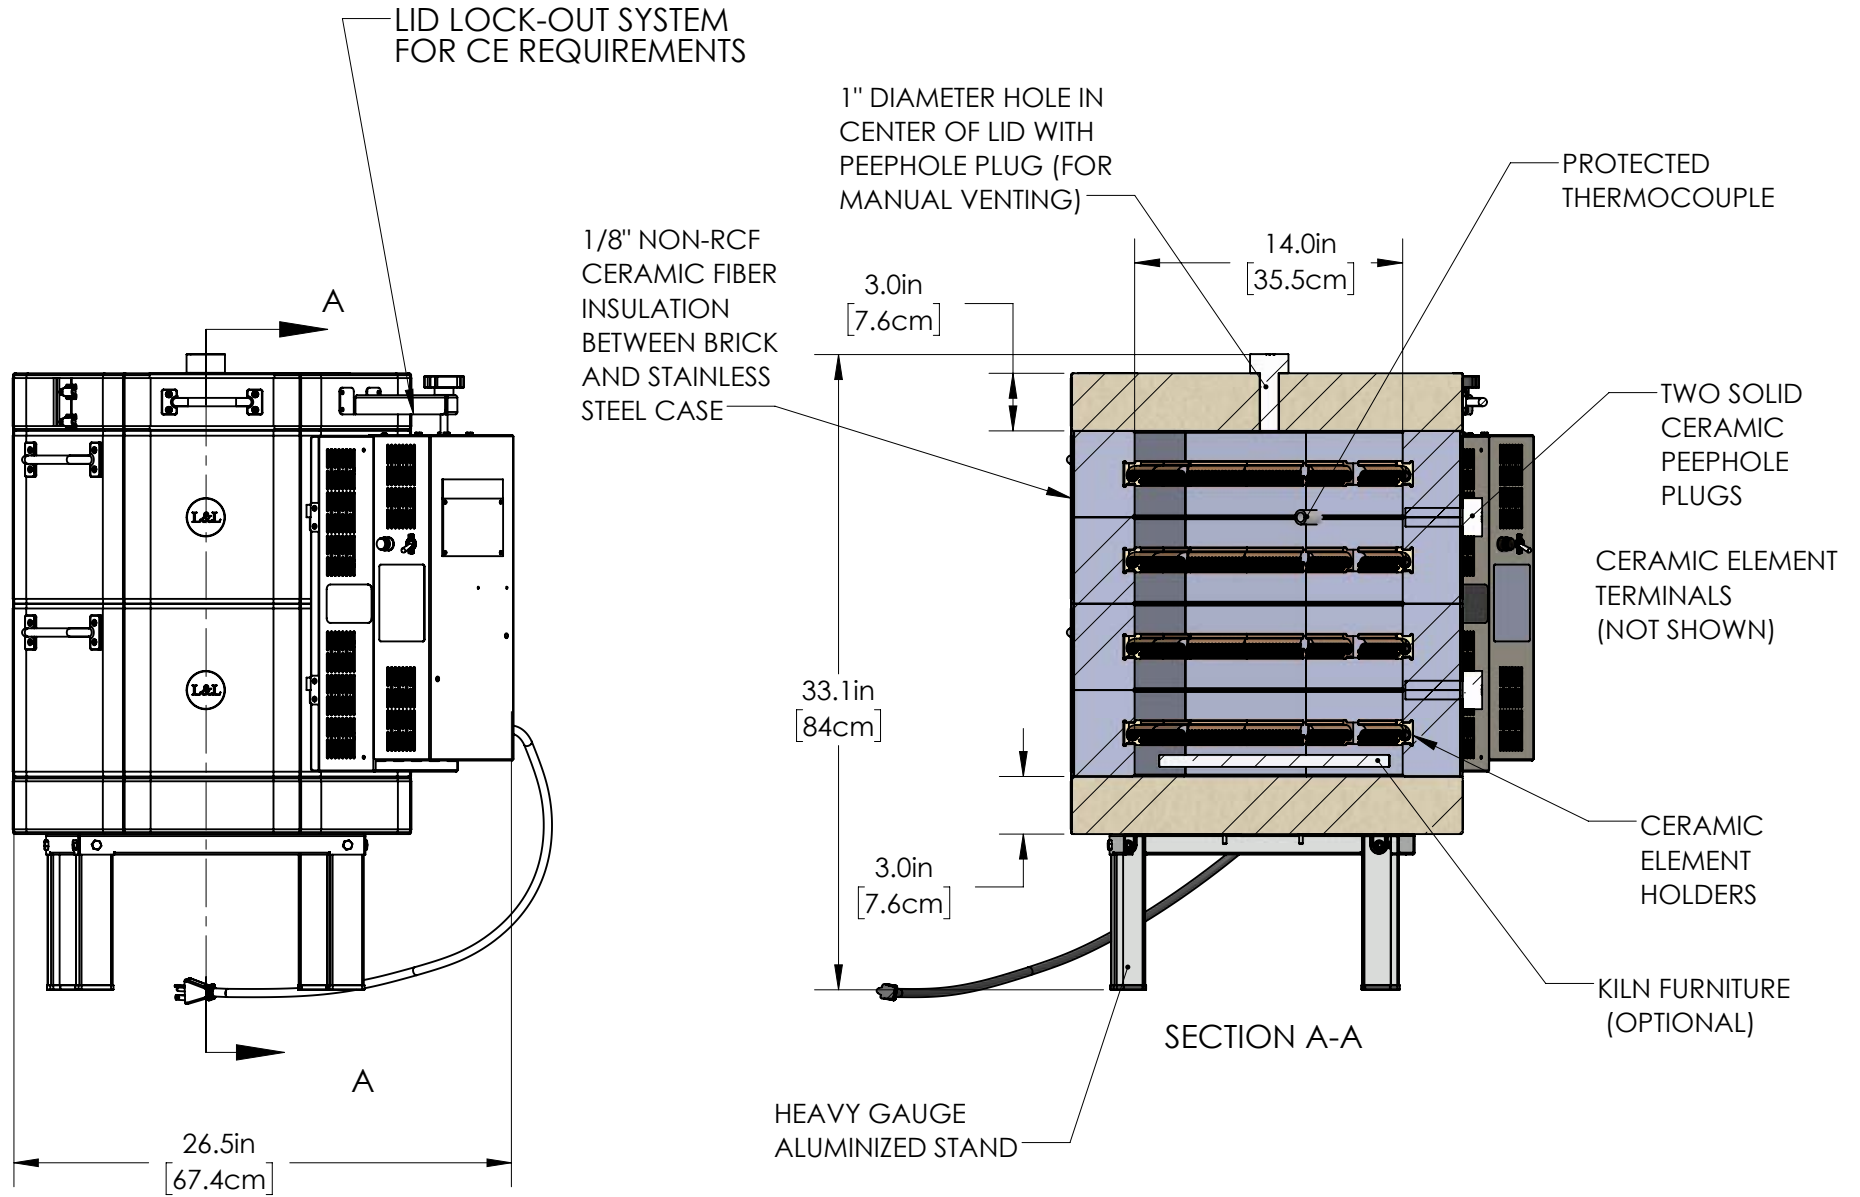 LID LOCK-OUT SYSTEM
FOR CE REQUIREMENTS
1" DIAMETER HOLE IN
CENTER OF LID WITH
PEEPHOLE PLUG (FOR
MANUAL VENTING)
PROTECTED
THERMOCOUPLE
1/8" NON-RCF
CERAMIC FIBER
INSULATION
BETWEEN BRICK
AND STAINLESS
STEEL CASE
14.0in
[35.5cm]
3.0in
[7.6cm]
A
TWO SOLID
CERAMIC
PEEPHOLE
PLUGS
L&L
CERAMIC ELEMENT
TERMINALS
(NOT SHOWN)
L&L
33.1in
[84cm]
CERAMIC
ELEMENT
HOLDERS
3.0in
[7.6cm]
KILN FURNITURE
(OPTIONAL)
SECTION A-A
A
HEAVY GAUGE
ALUMINIZED STAND
26.5in
[67.4cm]